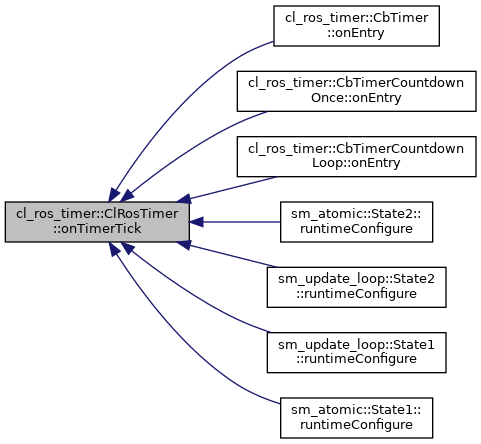 cl_ros_timer::CbTimer
::onEntry
cl_ros_timer::CbTimerCountdown
Once::onEntry
cl_ros_timer::CbTimerCountdown
Loop::onEntry
cl_ros_timer::ClRosTimer
::onTimerTick
sm_atomic::State2::
runtimeConfigure
sm_update_loop::State2
::runtimeConfigure
sm_update_loop::State1
::runtimeConfigure
sm_atomic::State1::
runtimeConfigure